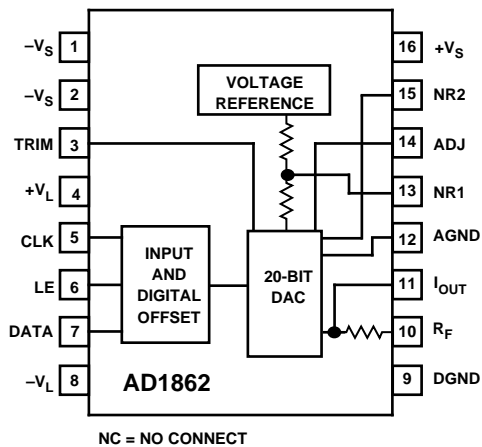 –VS 1
–VS 2
TRIM 3
+VL 4
CLK 5
LE 6
DATA 7
–VL 8
VOLTAGE
REFERENCE
INPUT
AND
DIGITAL
OFFSET
20-BIT
DAC
AD1862
16 +VS
15 NR2
14 ADJ
13 NR1
12 AGND
11 IOUT
10 RF
9 DGND
NC = NO CONNECT